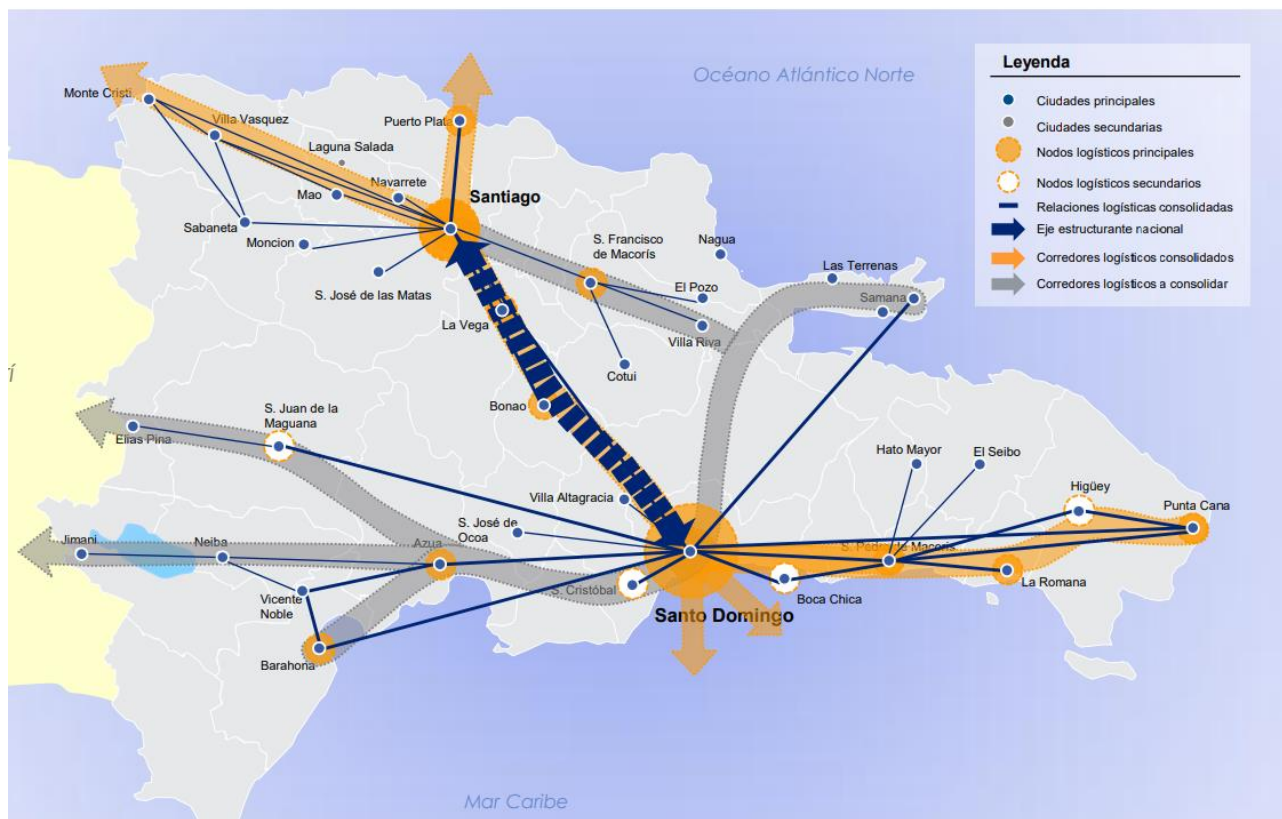 Océano Atlántico Norte
Leyenda
Ciudades principales
Ciudades secundarias
Nodos logísticos principales
Nodos logísticos secundarios
Relaciones logísticas consolidadas
Eje estructurante nacional
Corredores logísticos consolidados
Corredores logísticos a consolidar
Monte Cristi
Villa Vasquez
Puerto Plata
Laguna Salada
Navarrete
Mao
Santiago
Sabaneta
Moncion
S. José de las Matas
S. Francisco
de Macorís
Nagua
El Pozo
Las Terrenas
Samana
La Vega
Villa Riva
Cotui
Bonao
S. Juan de la
Maguana
Elias Pina
Hato Mayor
El Seibo
Higüey
Punta Cana
Villa Altagracia
S. José de
Ocoa
Jimani
Neiba
Azua
S. Pedro de Macorís
La Romana
Vicente
Noble
S. Cristóbal
Boca Chica
Santo Domingo
Barahona
Mar Caribe